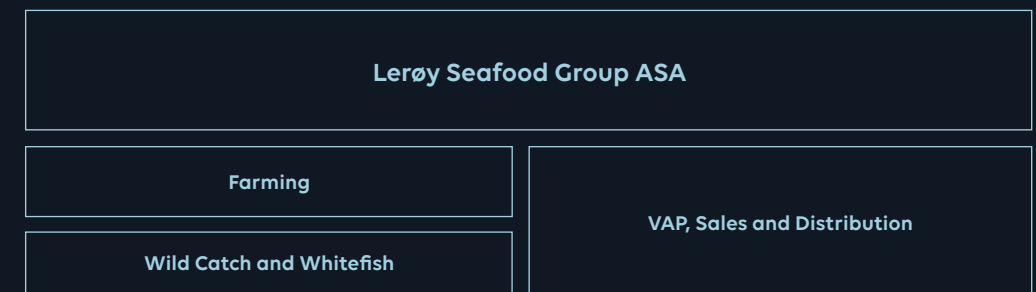 Lerøy Seafood Group ASA
Farming
VAP, Sales and Distribution
Wild Catch and Whitefish